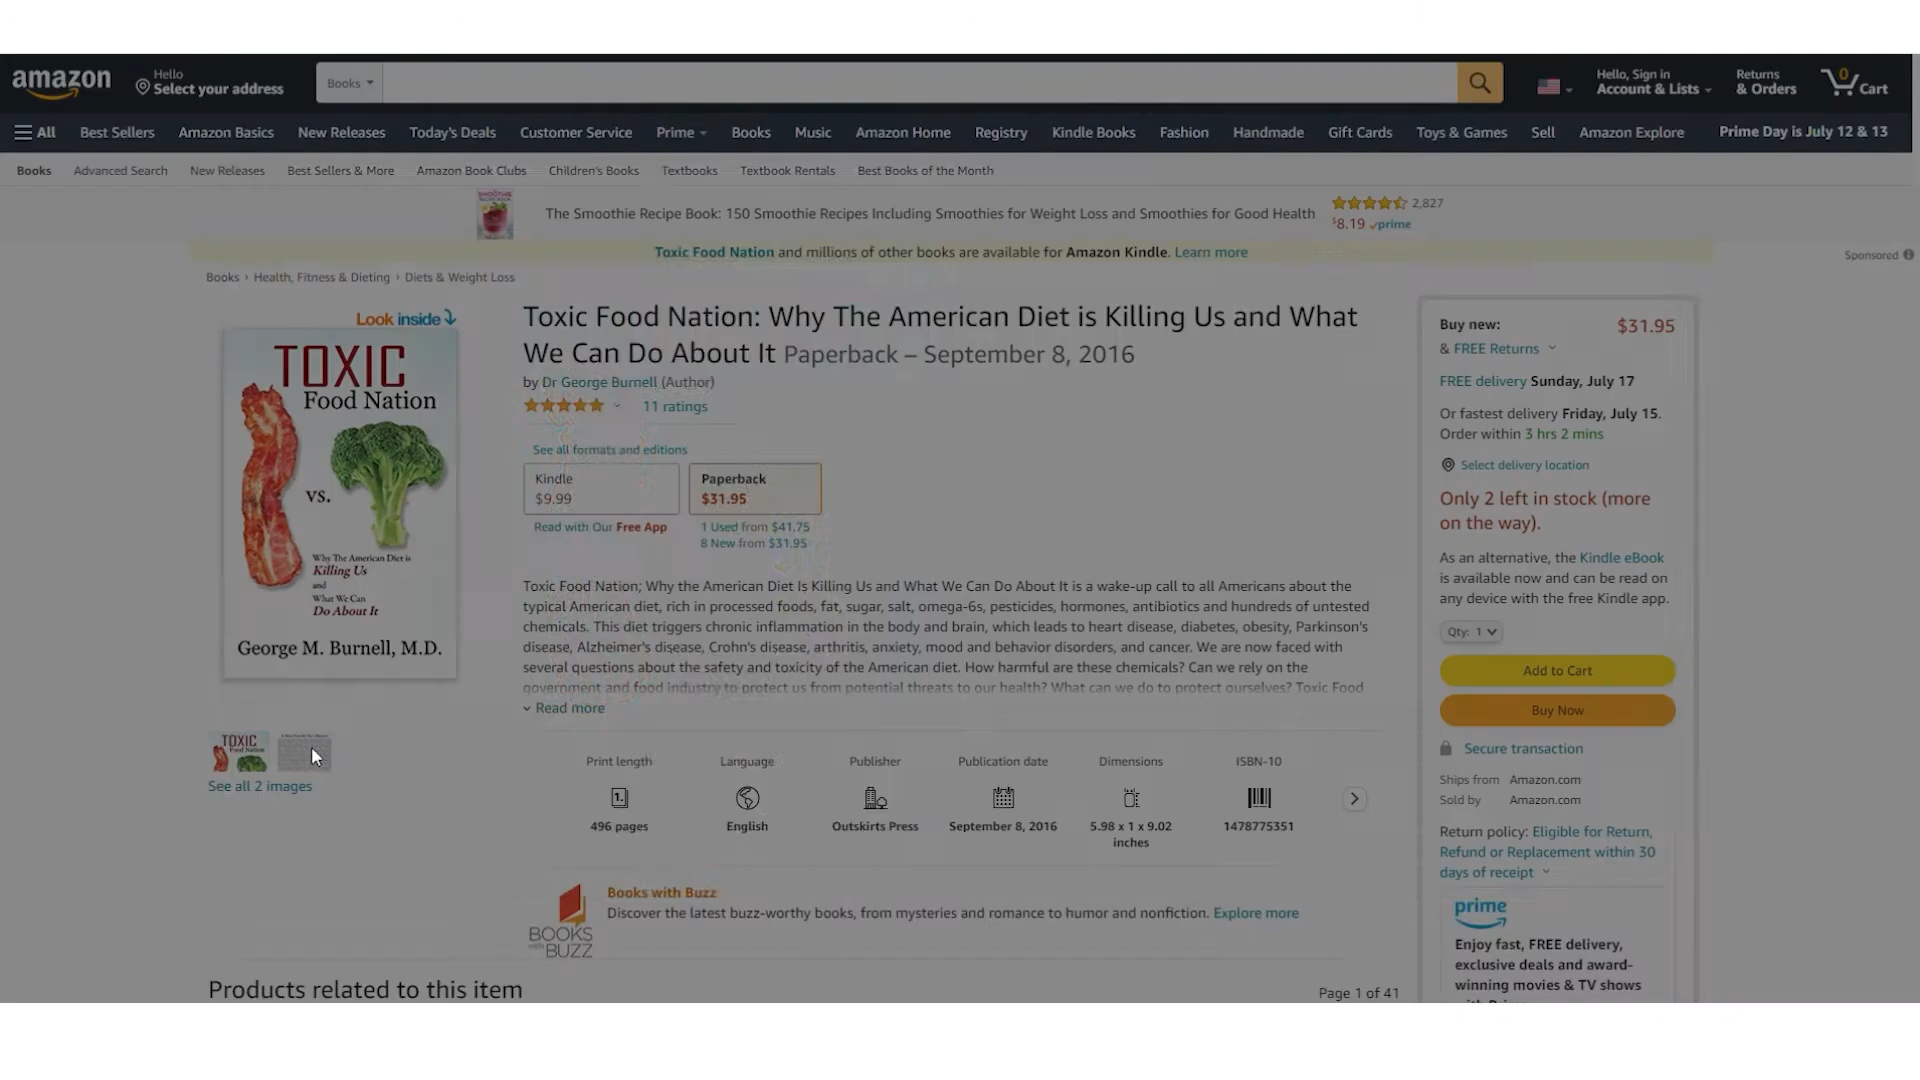 amazon
Hello
Select your address
Books
Hello, Sign in
Account & Lists
Returns
& Orders
0
Cart
All
Best Sellers
Amazon Basics
New Releases
Today's Deals
Customer Service
Prime
Books
Music
Amazon Home
Registry
Kindle Books
Fashion
Handmade
Gift Cards
Toys & Games
Sell
Amazon Explore
Prime Day is July 12 & 13
Books
Advanced Search
New Releases
Best Sellers & More
Amazon Book Clubs
Children's Books
Textbooks
Textbook Rentals
Best Books of the Month
The Smoothie Recipe Book: 150 Smoothie Recipes Including Smoothies for Weight Loss and Smoothies for Good Health
2,827
$8.19 prime
Toxic Food Nation and millions of other books are available for Amazon Kindle. Learn more
Sponsored
Books › Health, Fitness & Dieting › Diets & Weight Loss
Look inside
TOXIC
Food Nation
vs.
Why The American Diet is
Killing Us
and
What We Can
Do About It
George M. Burnell, M.D.
TOXIC
Food Nation
See all 2 images
Toxic Food Nation: Why The American Diet is Killing Us and What
We Can Do About It Paperback – September 8, 2016
by Dr George Burnell (Author)
11 ratings
See all formats and editions
Kindle
$9.99
Read with Our Free App
Paperback
$31.95
1 Used from $41.75
8 New from $31.95
Toxic Food Nation; Why the American Diet Is Killing Us and What We Can Do About It is a wake-up call to all Americans about the
typical American diet, rich in processed foods, fat, sugar, salt, omega-6s, pesticides, hormones, antibiotics and hundreds of untested
chemicals. This diet triggers chronic inflammation in the body and brain, which leads to heart disease, diabetes, obesity, Parkinson's
disease, Alzheimer's disease, Crohn's disease, arthritis, anxiety, mood and behavior disorders, and cancer. We are now faced with
several questions about the safety and toxicity of the American diet. How harmful are these chemicals? Can we rely on the
government and food industry to protect us from potential threats to our health? What can we do to protect ourselves? Toxic Food
Read more
Print length
1.
496 pages
Language
English
Publisher
Outskirts Press
Publication date
September 8, 2016
Dimensions
5.98 x 1 x 9.02
inches
ISBN-10
1478775351
BOOKS
with BUZZ
Books with Buzz
Discover the latest buzz-worthy books, from mysteries and romance to humor and nonfiction. Explore more
Products related to this item
Page 1 of 41
Buy new:
$31.95
& FREE Returns
FREE delivery Sunday, July 17
Or fastest delivery Friday, July 15.
Order within 3 hrs 2 mins
Select delivery location
Only 2 left in stock (more
on the way).
As an alternative, the Kindle eBook
is available now and can be read on
any device with the free Kindle app.
Qty: 1
Add to Cart
Buy Now
Secure transaction
Ships from Amazon.com
Sold by Amazon.com
Return policy: Eligible for Return,
Refund or Replacement within 30
days of receipt
prime
Enjoy fast, FREE delivery,
exclusive deals and award-
winning movies & TV shows